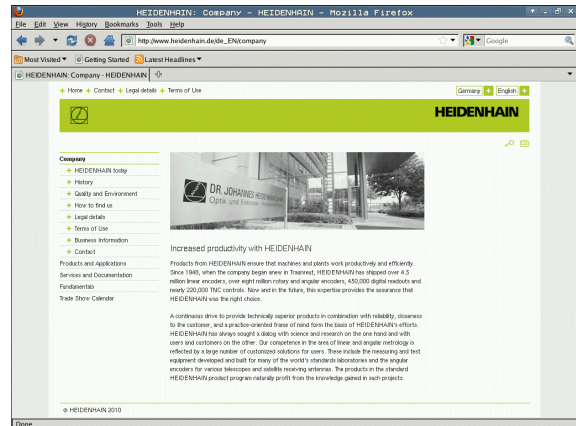 HEIDENHAIN: Company - HEIDENHAIN - Mozilla Firefox
File Edit View History Bookmarks Tools Help
http://www.heidenhain.de/de_EN/company
Google
Most Visited Getting Started Latest Headlines
HEIDENHAIN: Company - HEIDENHAIN
Home + Contact + Legal details + Terms of Use
Germany + English +
HEIDENHAIN
Company
+ HEIDENHAIN today
+ History
+ Quality and Environment
+ How to find us
+ Legal details
+ Terms of Use
+ Business Information
+ Contact
Products and Applications
Services and Documentation
Fundamentals
Trade Show Calendar
DR. JOHANNES HEIDENHAIN
Optik und Elektronik
Increased productivity with HEIDENHAIN
Products from HEIDENHAIN ensure that machines and plants work productively and efficiently.
Since 1948, when the company began anew in Traunreut, HEIDENHAIN has shipped over 4.5
million linear encoders, over eight million rotary and angular encoders, 450,000 digital readouts and
nearly 220,000 TNC controls. Now and in the future, this expertise provides the assurance that
HEIDENHAIN was the right choice.
A continuous drive to provide technically superior products in combination with reliability, closeness
to the customer, and a practice-oriented frame of mind form the basis of HEIDENHAIN's efforts.
HEIDENHAIN has always sought a dialog with science and research on the one hand and with
users and customers on the other. Our competence in the area of linear and angular metrology is
reflected by a large number of customized solutions for users. These include the measuring and test
equipment developed and built for many of the world's standards laboratories and the angular
encoders for various telescopes and satellite receiving antennas. The products in the standard
HEIDENHAIN product program naturally profit from the knowledge gained in such projects.
© HEIDENHAIN 2010
Done